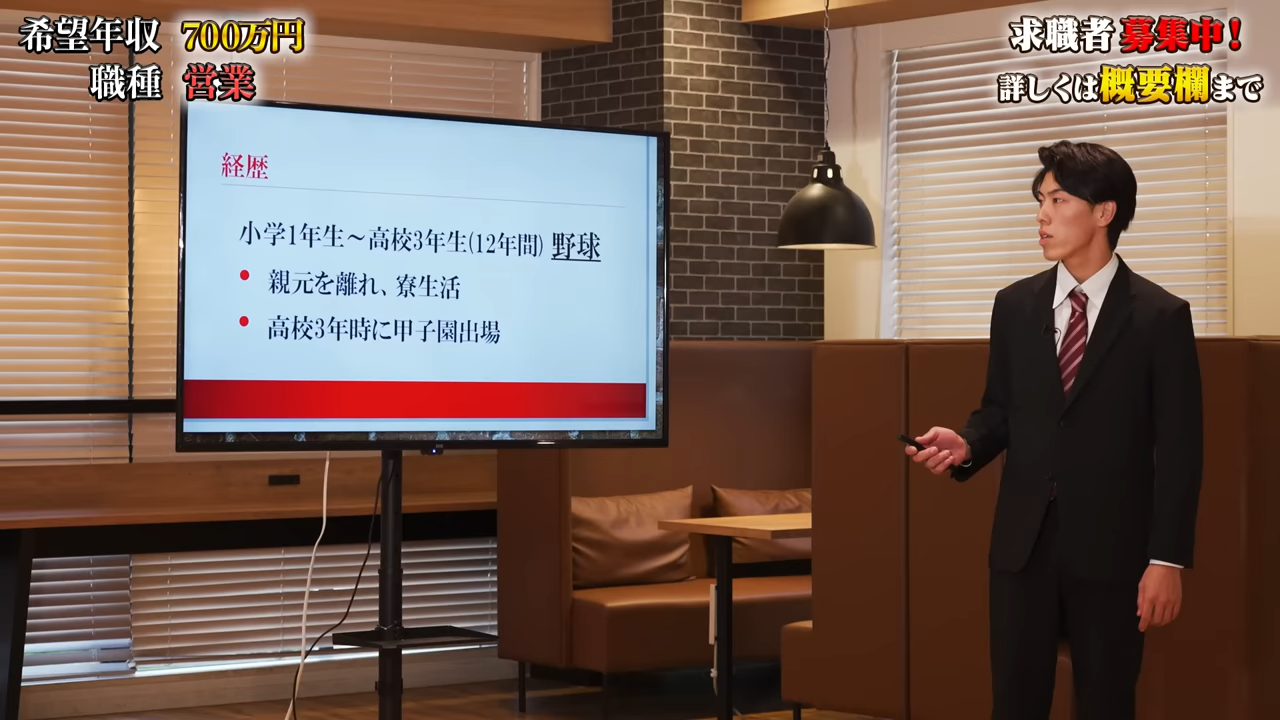 希望年収 700万円
職種 営業
求職者 募集中!
詳しくは概要欄まで
経歴
小学1年生～高校3年生(12年間) 野球
• 親元を離れ、寮生活
• 高校3年時に甲子園出場